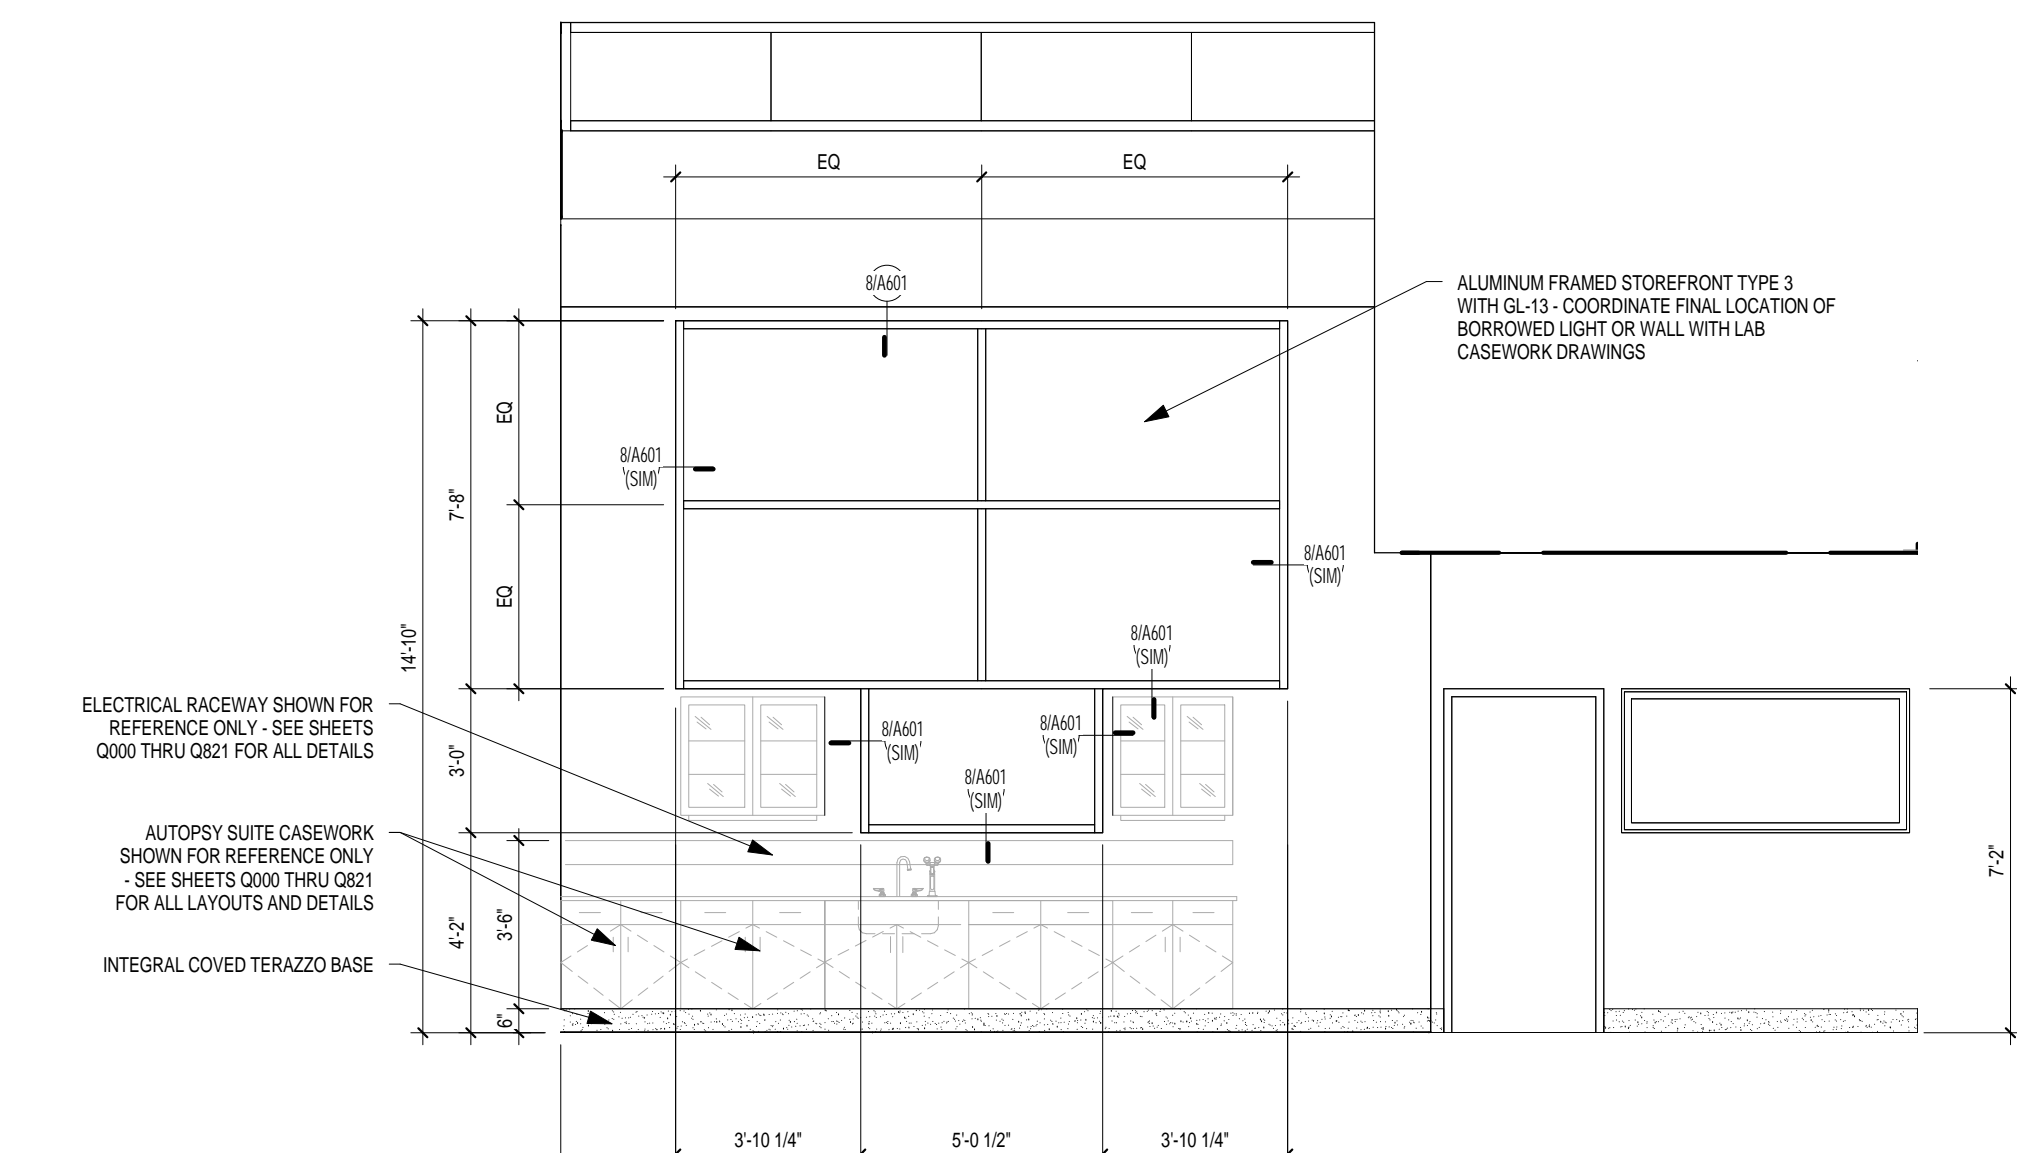 EQ
EQ
8/A601
ALUMINUM FRAMED STOREFRONT TYPE 3
WITH GL-13 - COORDINATE FINAL LOCATION OF
BORROWED LIGHT OR WALL WITH LAB
CASEWORK DRAWINGS
EQ
8/A601
(SIM)
7'-8"
8/A601
(SIM)
EQ
14'-10"
8/A601
(SIM)
ELECTRICAL RACEWAY SHOWN FOR
REFERENCE ONLY - SEE SHEETS
Q000 THRU Q821 FOR ALL DETAILS
3'-0"
8/A601
(SIM)
8/A601
(SIM)
8/A601
(SIM)
AUTOPSY SUITE CASEWORK
SHOWN FOR REFERENCE ONLY
- SEE SHEETS Q000 THRU Q821
FOR ALL LAYOUTS AND DETAILS
7'-2"
4'-2"
3'-6"
INTEGRAL COVED TERAZZO BASE
6"
3'-10 1/4"
5'-0 1/2"
3'-10 1/4"